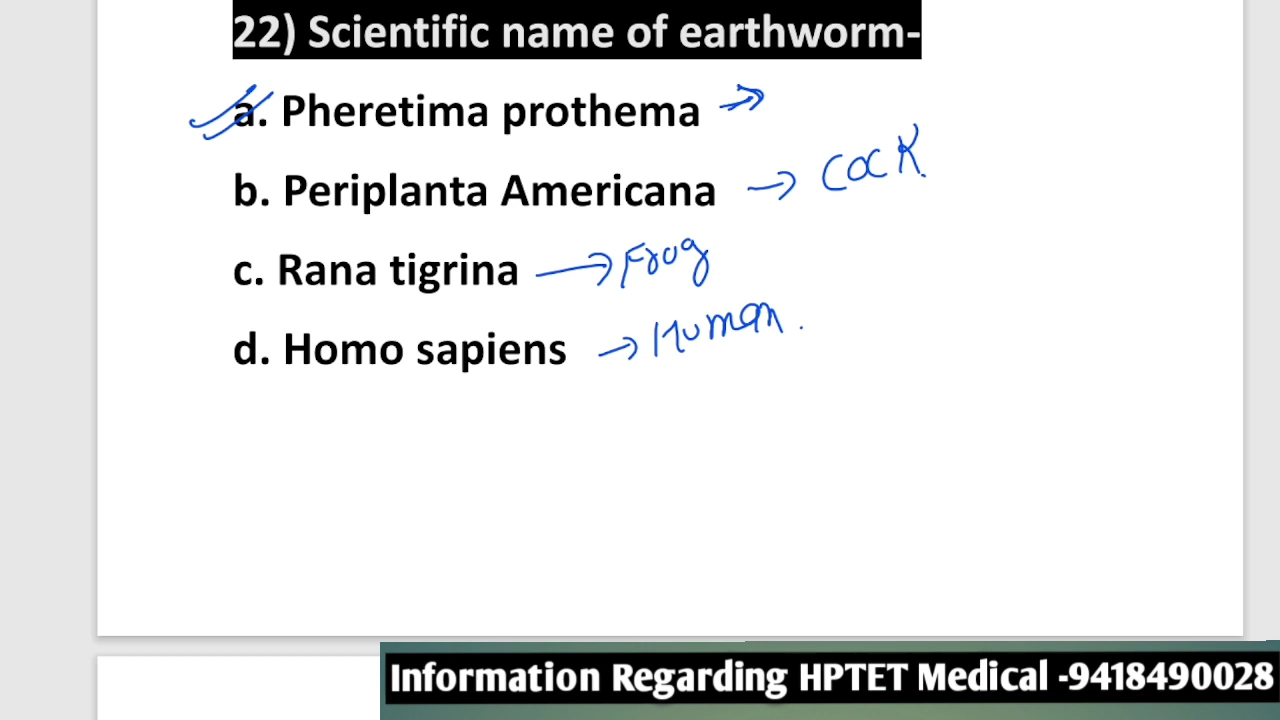 22) Scientific name of earthworm-
a. Pheretima prothema
b. Periplanta Americana → Cock
c. Rana tigrina → Frog
d. Homo sapiens → Human.
Information Regarding HPTET Medical -9418490028